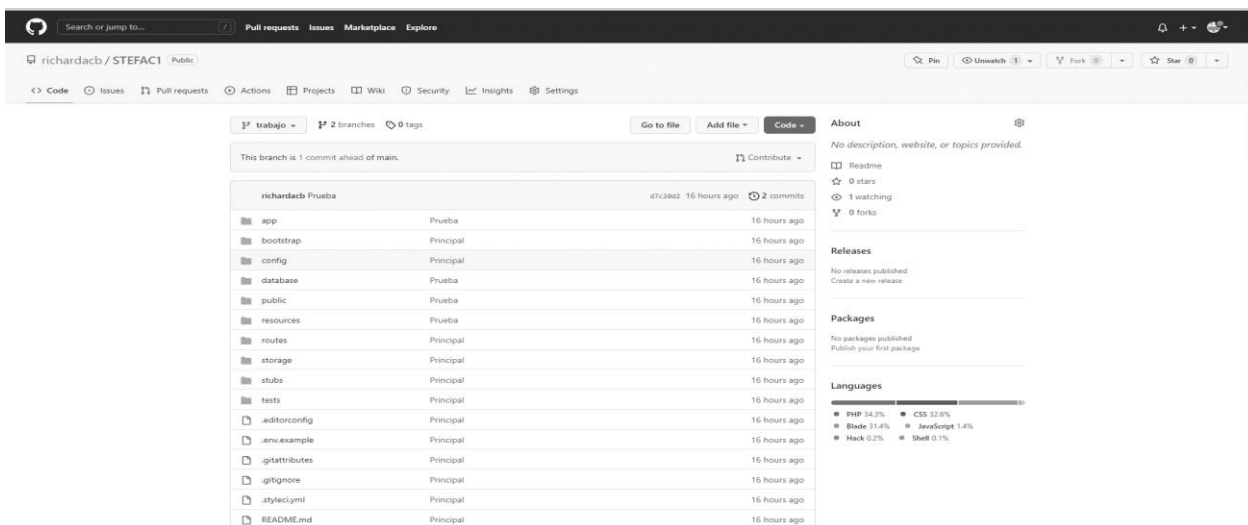 Search or jump to... / Pull requests Issues Marketplace Explore
richardacb / STEFAC1 Public Pin Unwatch 1 Fork 0 Star 0
<> Code Issues Pull requests Actions Projects Wiki Security Insights Settings
trabajo 2 branches 0 tags Go to file Add file Code
This branch is 1 commit ahead of main. Contribute
richardacb Prueba d7c20d2 16 hours ago 2 commits
app Prueba 16 hours ago
bootstrap Principal 16 hours ago
config Principal 16 hours ago
database Prueba 16 hours ago
public Prueba 16 hours ago
resources Prueba 16 hours ago
routes Principal 16 hours ago
storage Principal 16 hours ago
stubs Principal 16 hours ago
tests Principal 16 hours ago
.editorconfig Principal 16 hours ago
.env.example Principal 16 hours ago
.gitattributes Principal 16 hours ago
.gitignore Principal 16 hours ago
.styleci.yml Principal 16 hours ago
README.md Principal 16 hours ago
About
No description, website, or topics provided.
Readme
0 stars
1 watching
0 forks
Releases
No releases published
Create a new release
Packages
No packages published
Publish your first package
Languages
PHP 34.3% CSS 32.6%
Blade 31.4% JavaScript 1.4%
Hack 0.2% Shell 0.1%